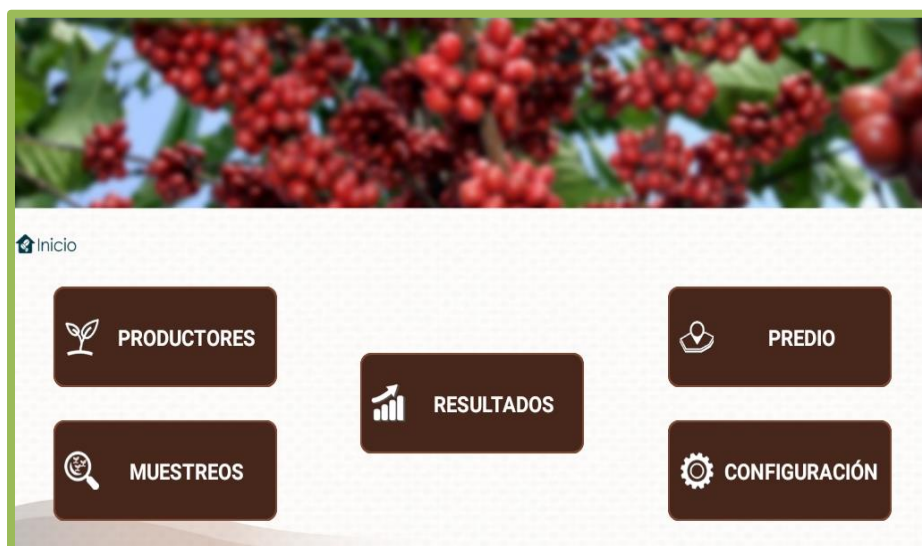 Inicio
PRODUCTORES
PREDIO
RESULTADOS
MUESTREOS
CONFIGURACIÓN